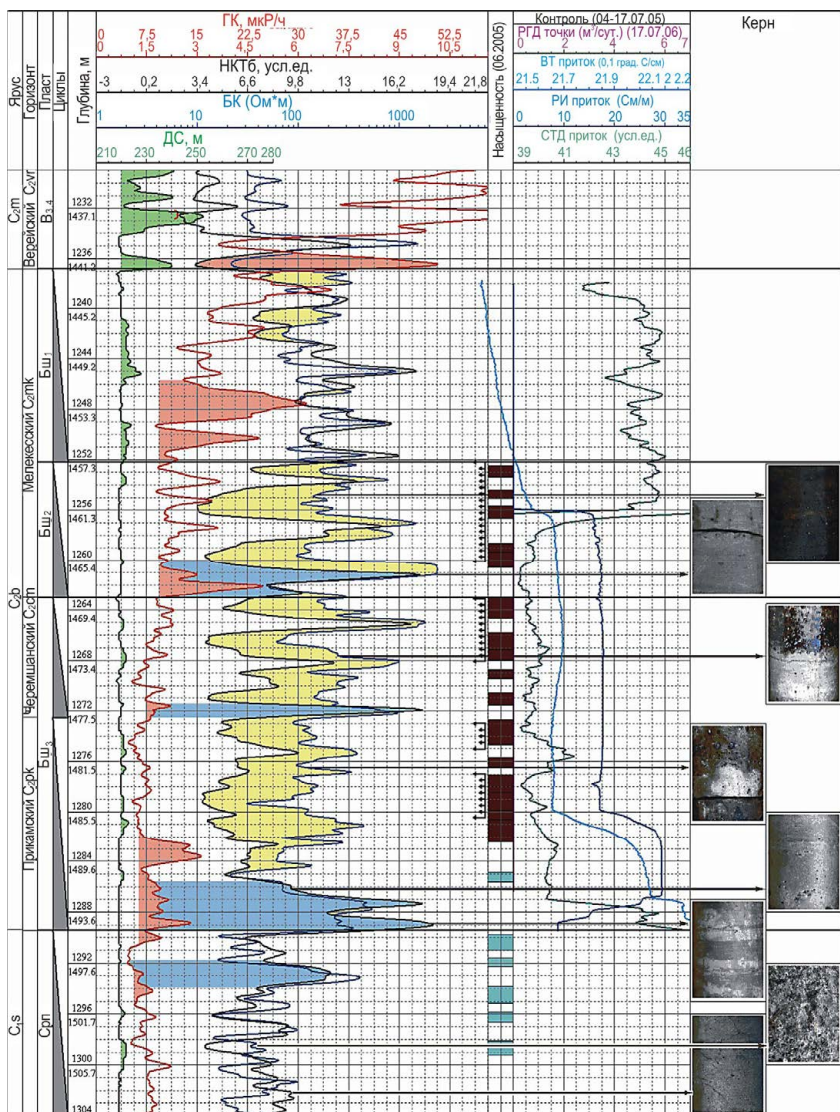 ГК, мкР/ч
0 7,5 15 22,5 30 37,5 45 52,5
0 1,5 3 4,5 6 7,5 9 10,5
НКТб, усл.ед.
-3 0,2 3,4 6,6 9,8 13 16,2 19,4 21,8
БК (Ом*м)
1 10 100 1000
ДС, м
210 230 250 270 280
Ярус
Горизонт
Пласт
Циклы
Глубина, м
Насыщенность (06.2005)
Контроль (04-17.07.05)
РГД точки (м³/сут.) (17.07.06)
0 2 4 6 7
ВТ приток (0,1 град. С/см)
21.5 21.7 21.9 22.1 2 2.2
РИ приток (См/м)
0 10 20 30 35
СТД приток (усл.ед.)
39 41 43 45 46
Керн
C₂m
Верейский C₂vr
В₃,₄
1232
1437.1
1236
1441.2
C₂b
Мелекесский C₂mk
Бш₁
1240
1445.2
1244
1449.2
1248
1453.3
1252
1457.3
Бш₂
1256
1461.3
1260
1465.4
Черемшанский C₂cm
1264
1469.4
1268
1473.4
1272
1477.5
Прикамский C₂pk
Бш₃
1276
1481.5
1280
1485.5
1284
1489.6
1288
1493.6
C₁s
Срп
1292
1497.6
1296
1501.7
1300
1505.7
1304